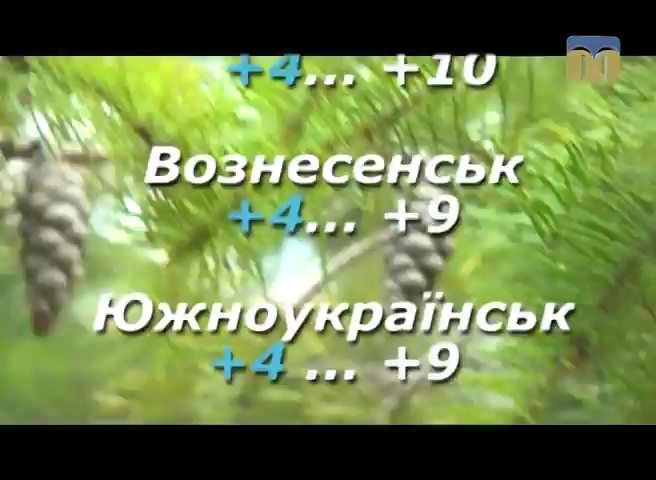 +4... +10
Вознесенськ
+4... +9
Южноукраїнськ
+4 ... +9